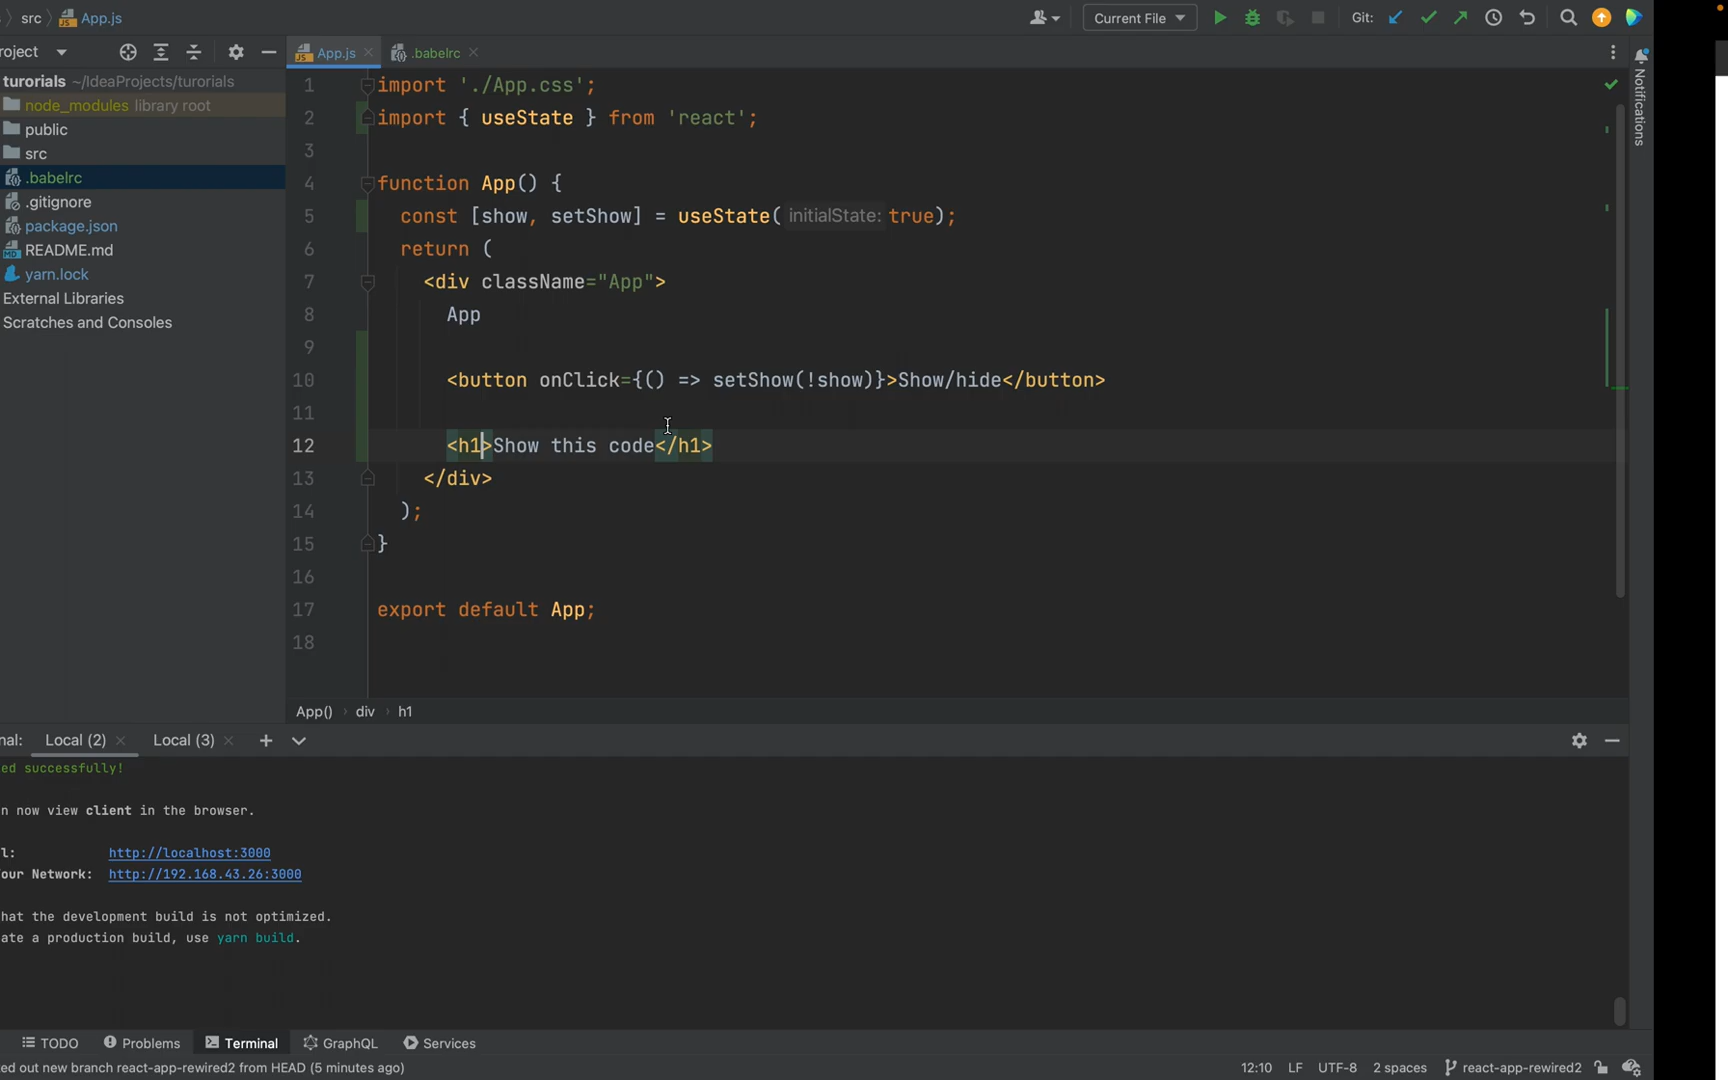 src App.js
Current File
Git:
roject
App.js
.babelrc
turorials ~/IdeaProjects/turorials
node_modules library root
public
src
.babelrc
.gitignore
package.json
README.md
yarn.lock
External Libraries
Scratches and Consoles
1 import './App.css';
2 import { useState } from 'react';
3
4 function App() {
5 const [show, setShow] = useState( initialState: true);
6 return (
7 <div className="App">
8 App
9
10 <button onClick={() => setShow(!show)}>Show/hide</button>
11
12 <h1>Show this code</h1>
13 </div>
14 );
15 }
16
17 export default App;
18
Notifications
App() div h1
nal: Local (2) Local (3)
ed successfully!
n now view client in the browser.
l: http://localhost:3000
our Network: http://192.168.43.26:3000
hat the development build is not optimized.
ate a production build, use yarn build.
TODO Problems Terminal GraphQL Services
ted out new branch react-app-rewired2 from HEAD (5 minutes ago)
12:10 LF UTF-8 2 spaces react-app-rewired2